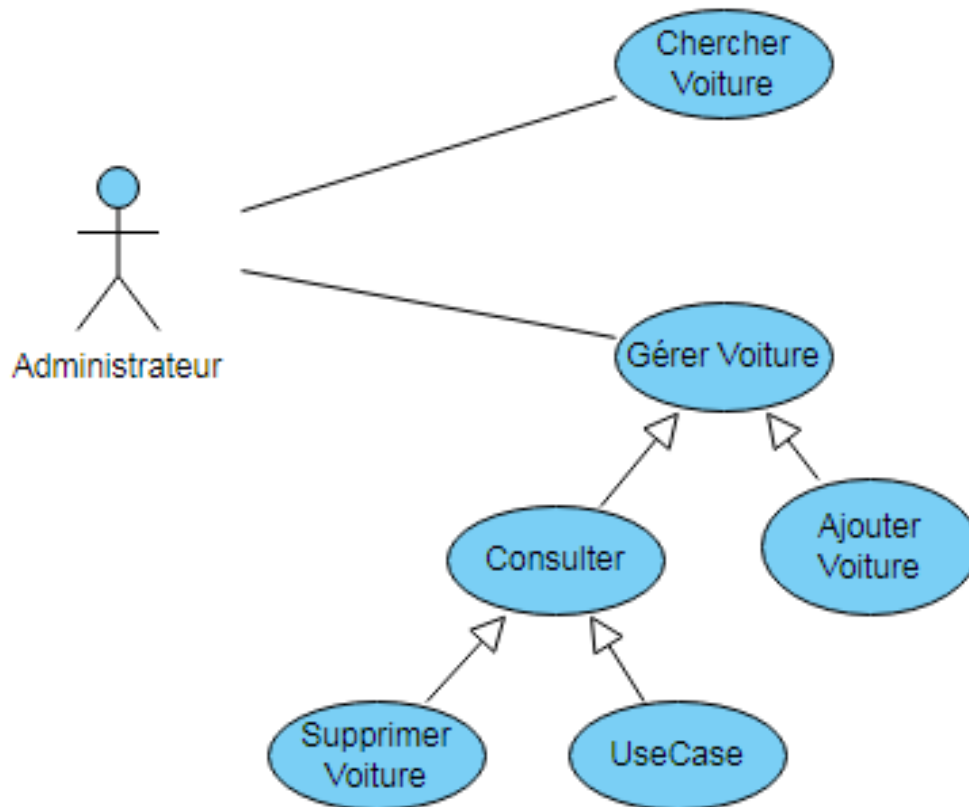 Chercher
Voiture
Administrateur
Gérer Voiture
Consulter
Ajouter
Voiture
Supprimer
Voiture
UseCase